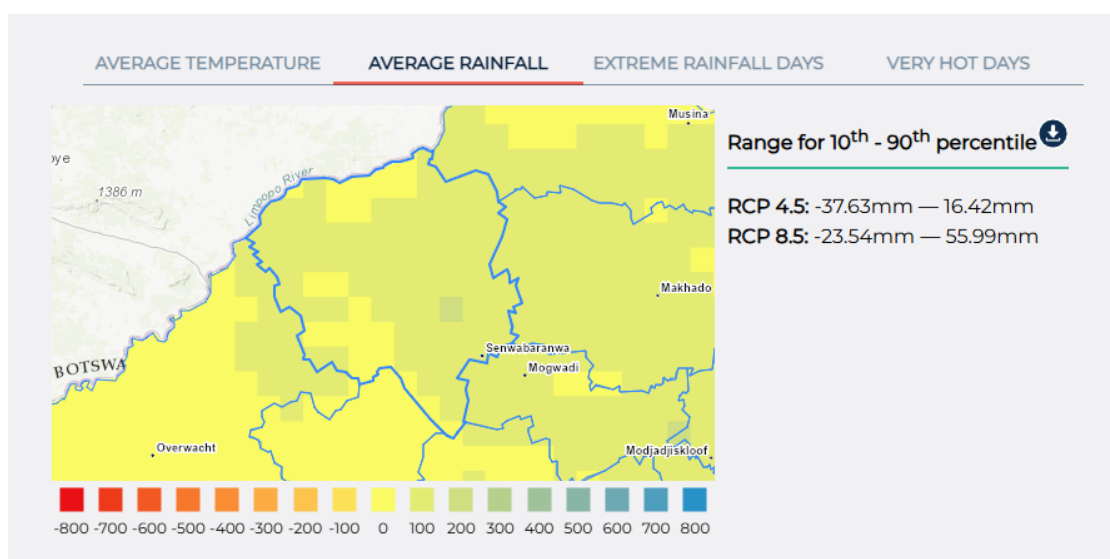 AVERAGE TEMPERATURE AVERAGE RAINFALL EXTREME RAINFALL DAYS VERY HOT DAYS
Musina
Range for 10th - 90th percentile
1386 m
Limpopo River
RCP 4.5: -37.63mm — 16.42mm
RCP 8.5: -23.54mm — 55.99mm
Makhado
Senwabaranwa
BOTSWA
Mogwadi
Overwacht
Modjadjiskloof
-800 -700 -600 -500 -400 -300 -200 -100 0 100 200 300 400 500 600 700 800